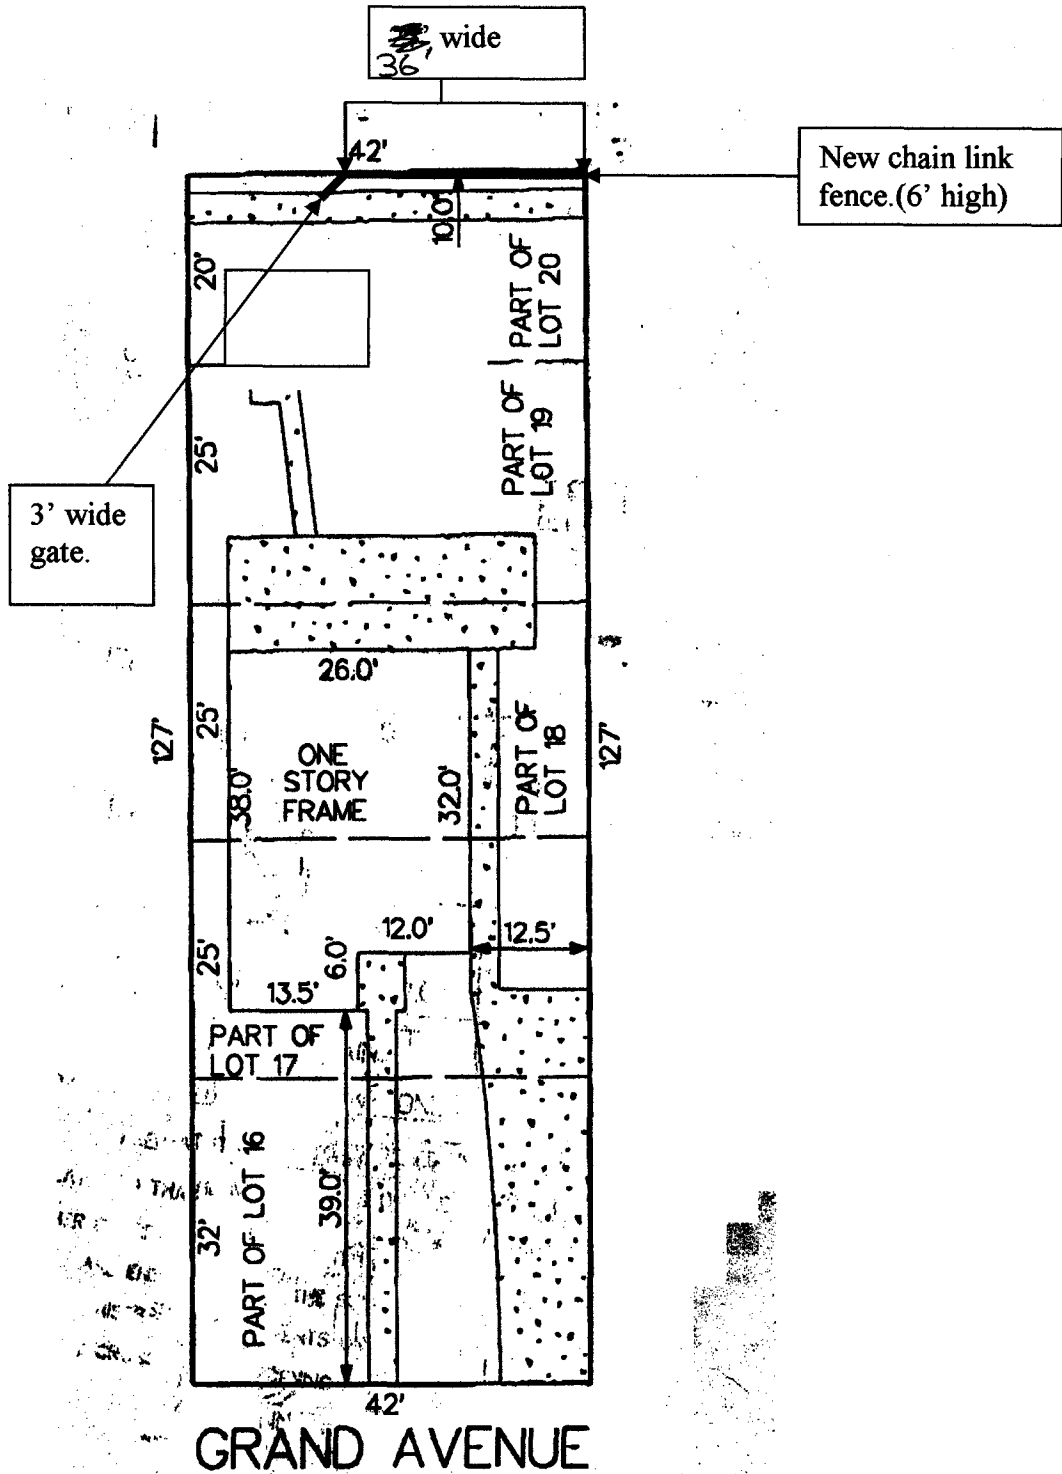 wide
36'
42'
New chain link
fence.(6' high)
10.0'
20'
PART OF
LOT 20
PART OF
LOT 19
25'
3' wide
gate.
26.0'
127'
25'
ONE
STORY
FRAME
38.0'
32.0'
PART OF
LOT 18
127'
12.0'
12.5'
25'
6.0'
13.5'
PART OF
LOT 17
PART OF LOT 16
39.0'
32'
42'
GRAND AVENUE